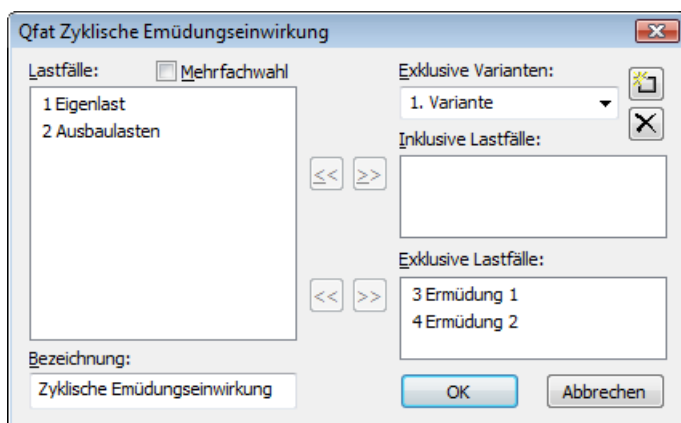 Qfat Zyklische Emüdungseinwirkung
Lastfälle:
Mehrfachwahl
1 Eigenlast
2 Ausbaulasten
<< >>
<< >>
Bezeichnung:
Zyklische Emüdungseinwirkung
Exklusive Varianten:
1. Variante
Inklusive Lastfälle:
Exklusive Lastfälle:
3 Ermüdung 1
4 Ermüdung 2
OK
Abbrechen